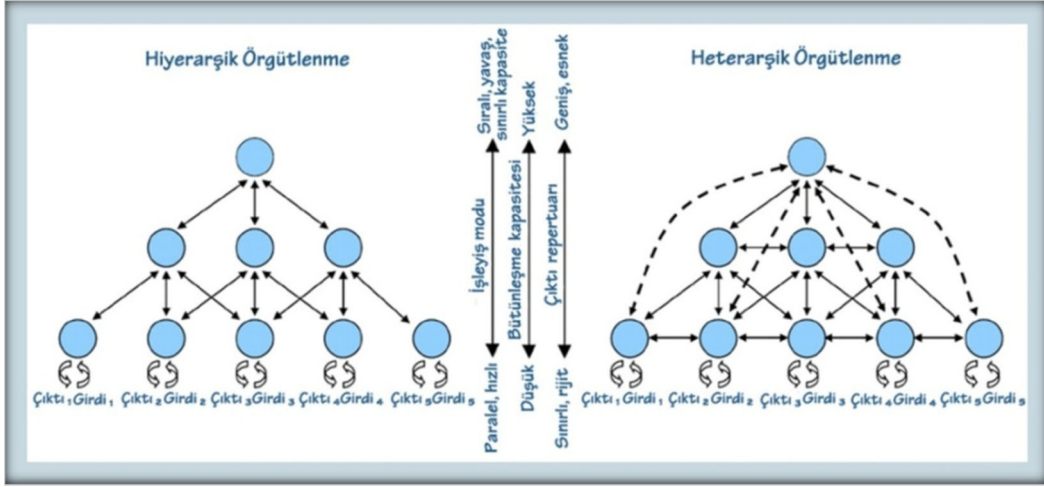 Hiyerarşik Örgütlenme
Çıktı 1 Girdi 1 Çıktı 2 Girdi 2 Çıktı 3 Girdi 3 Çıktı 4 Girdi 4 Çıktı 5 Girdi 5
Sıralı, yavaş,
sınırlı kapasite
İşleyiş modu
Paralel, hızlı
Yüksek
Bütünleşme kapasitesi
Düşük
Geniş, esnek
Çıktı repertuarı
Sınırlı, rijit
Heterarşik Örgütlenme
Çıktı 1 Girdi 1 Çıktı 2 Girdi 2 Çıktı 3 Girdi 3 Çıktı 4 Girdi 4 Çıktı 5 Girdi 5